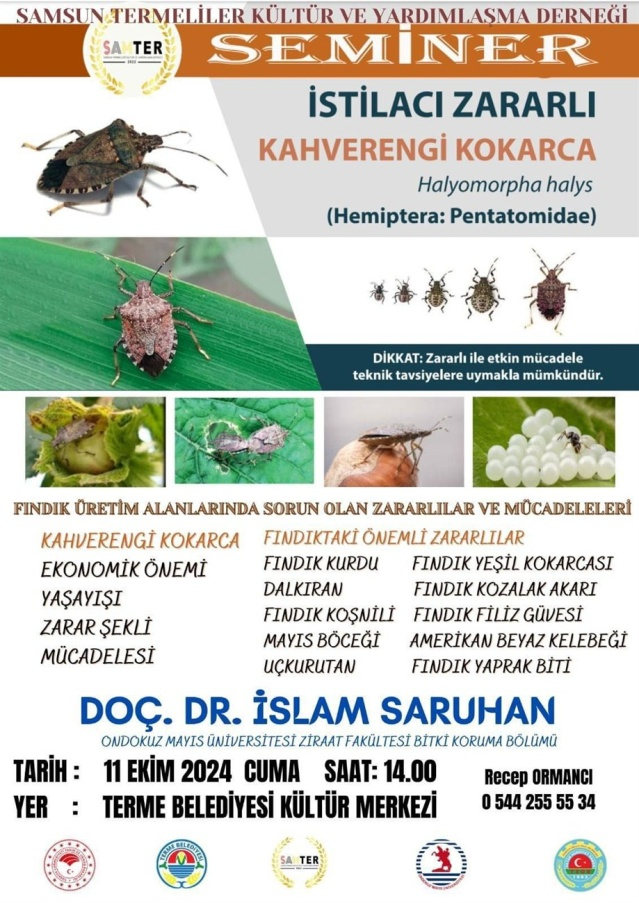 SAMSUN TERMELİLER KÜLTÜR VE YARDIMLAŞMA DERNEĞİ
SAMTER
SEMİNER
İSTİLACI ZARARLI
KAHVERENGİ KOKARCA
Halyomorpha halys
(Hemiptera: Pentatomidae)
DİKKAT: Zararlı ile etkin mücadele
teknik tavsiyelere uymakla mümkündür.
FINDIK ÜRETİM ALANLARINDA SORUN OLAN ZARARLILAR VE MÜCADELELERİ
KAHVERENGİ KOKARCA
EKONOMİK ÖNEMİ
YAŞAYIŞI
ZARAR ŞEKLİ
MÜCADELESİ
FINDIKTAKİ ÖNEMLİ ZARARLILAR
FINDIK KURDU
DALKIRAN
FINDIK KOŞNİLİ
MAYIS BÖCEĞİ
UÇKURUTAN
FINDIK YEŞİL KOKARCASI
FINDIK KOZALAK AKARI
FINDIK FİLİZ GÜVESİ
AMERİKAN BEYAZ KELEBEĞİ
FINDIK YAPRAK BİTİ
DOÇ. DR. İSLAM SARUHAN
ONDOKUZ MAYIS ÜNİVERSİTESİ ZİRAAT FAKÜLTESİ BİTKİ KORUMA BÖLÜMÜ
TARİH : 11 EKİM 2024 CUMA SAAT: 14.00
YER : TERME BELEDİYESİ KÜLTÜR MERKEZİ
Recep ORMANCI
0 544 255 55 34
TERME BELEDİYESİ
SAMTER